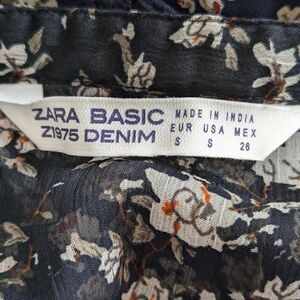 ZARA BASIC
Z1975 DENIM
MADE IN INDIA
EUR USA MEX
S S 26